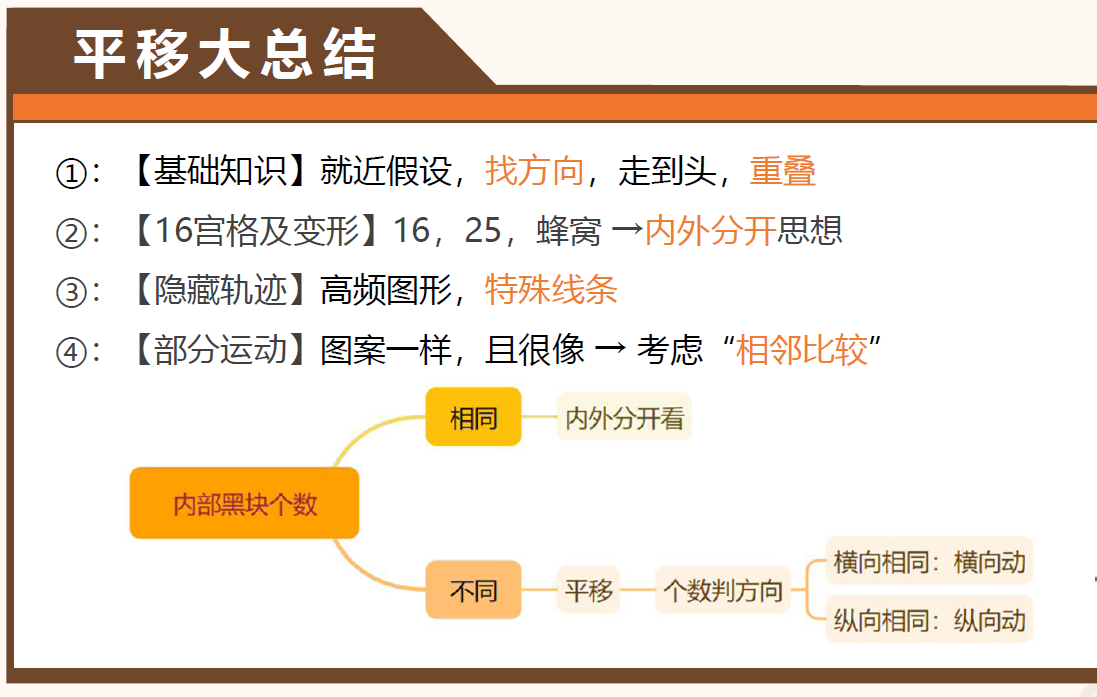 平移大总结
①：【基础知识】就近假设，找方向，走到头，重叠
②：【16宫格及变形】16，25，蜂窝 →内外分开思想
③：【隐藏轨迹】高频图形，特殊线条
④：【部分运动】图案一样，且很像 → 考虑“相邻比较”
相同
内外分开看
内部黑块个数
不同
平移
个数判方向
横向相同：横向动
纵向相同：纵向动